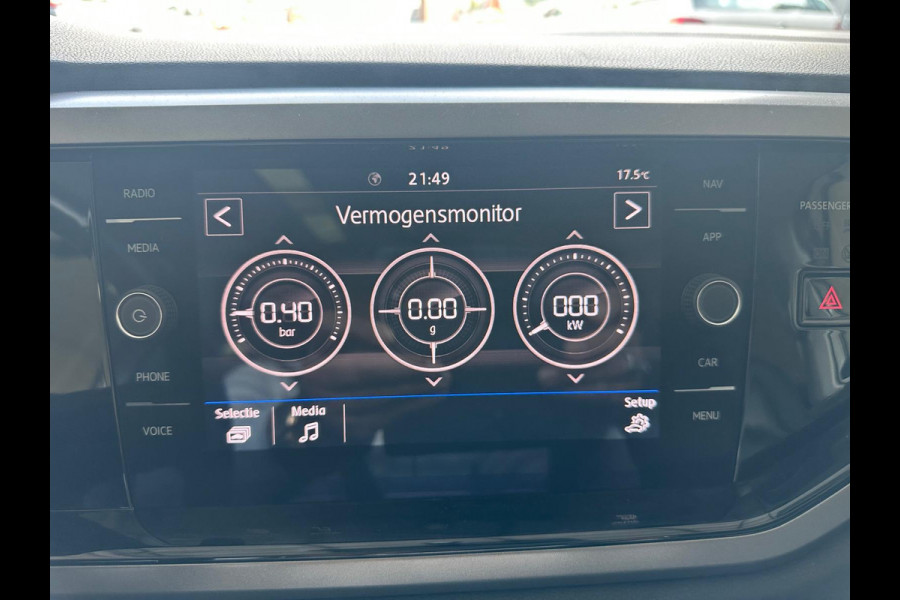 21:49
17.5°C
Vermogensmonitor
<
>
0.40
bar
0.00
g
000
kW
Selectie
Media
Setup
RADIO
MEDIA
PHONE
VOICE
NAV
APP
CAR
MENU
PASSENGER